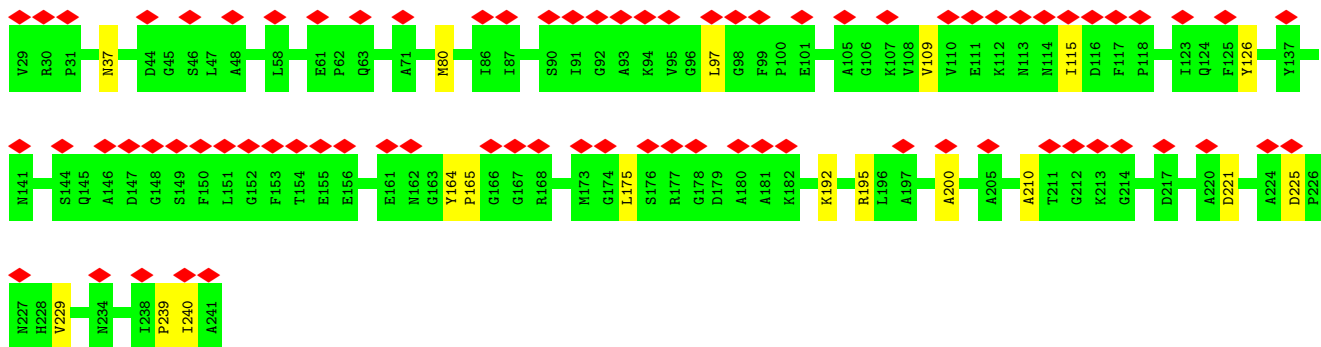 V29 R30 P31 N37 D44 G45 S46 L47 A48 L58 E61 P62 Q63 A71 M80 I86 I87 S90 I91 G92 A93 K94 V95 G96 L97 G98 F99 P100 E101 A105 G106 K107 V108 V109 V110 E111 K112 N113 N114 I115 D116 F117 P118 I123 Q124 F125 Y126 Y137
N141 S144 Q145 A146 D147 G148 S149 F150 L151 G152 F153 T154 E155 E156 E161 N162 G163 Y164 P165 G166 G167 R168 M173 G174 L175 S176 R177 G178 D179 A180 A181 K182 K192 R195 L196 A197 A200 A205 A210 T211 G212 K213 G214 D217 A220 D221 A224 D225 P226
N227 H228 V229 N234 I238 P239 I240 A241